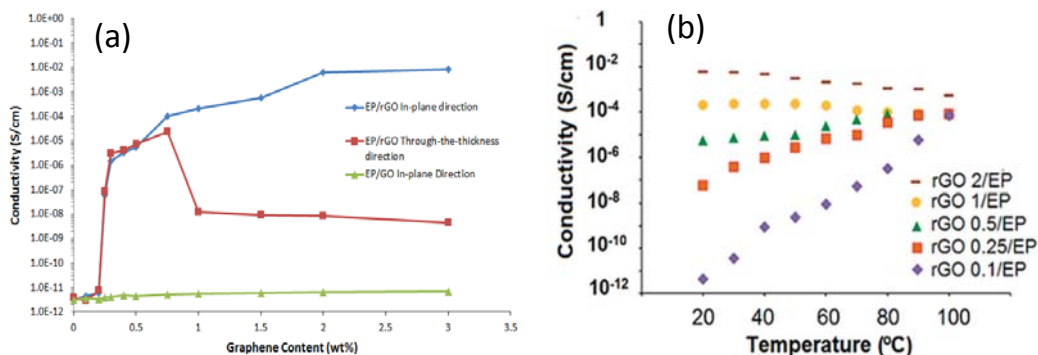 (a)
Conductivity (S/cm)
1.0E+00
1.0E-01
1.0E-02
1.0E-03
1.0E-04
1.0E-05
1.0E-06
1.0E-07
1.0E-08
1.0E-09
1.0E-10
1.0E-11
1.0E-12
EP/rGO In-plane direction
EP/rGO Through-the-thickness
direction
EP/GO In-plane Direction
0 0.5 1 1.5 2 2.5 3 3.5
Graphene Content (wt%)
(b)
Conductivity (S/cm)
1
10-2
10-4
10-6
10-8
10-10
10-12
rGO 2/EP
rGO 1/EP
rGO 0.5/EP
rGO 0.25/EP
rGO 0.1/EP
20 40 60 80 100
Temperature (ºC)